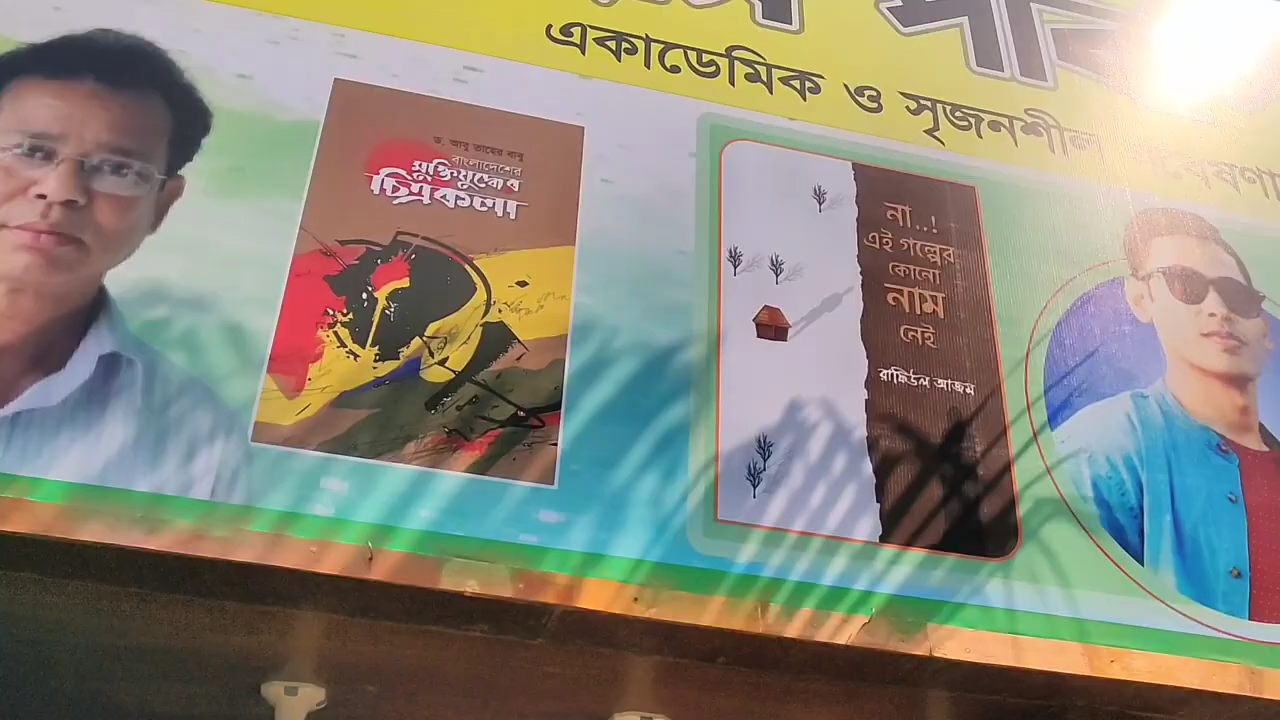 একাডেমিক ও সৃজনশীল
ড. আবু তাহের বাবু
বাংলাদেশের
মুক্তিযুদ্ধের
চিত্রকলা
না..!
এই গল্পের
কোনো
নাম
নেই
রাফিউল আজম